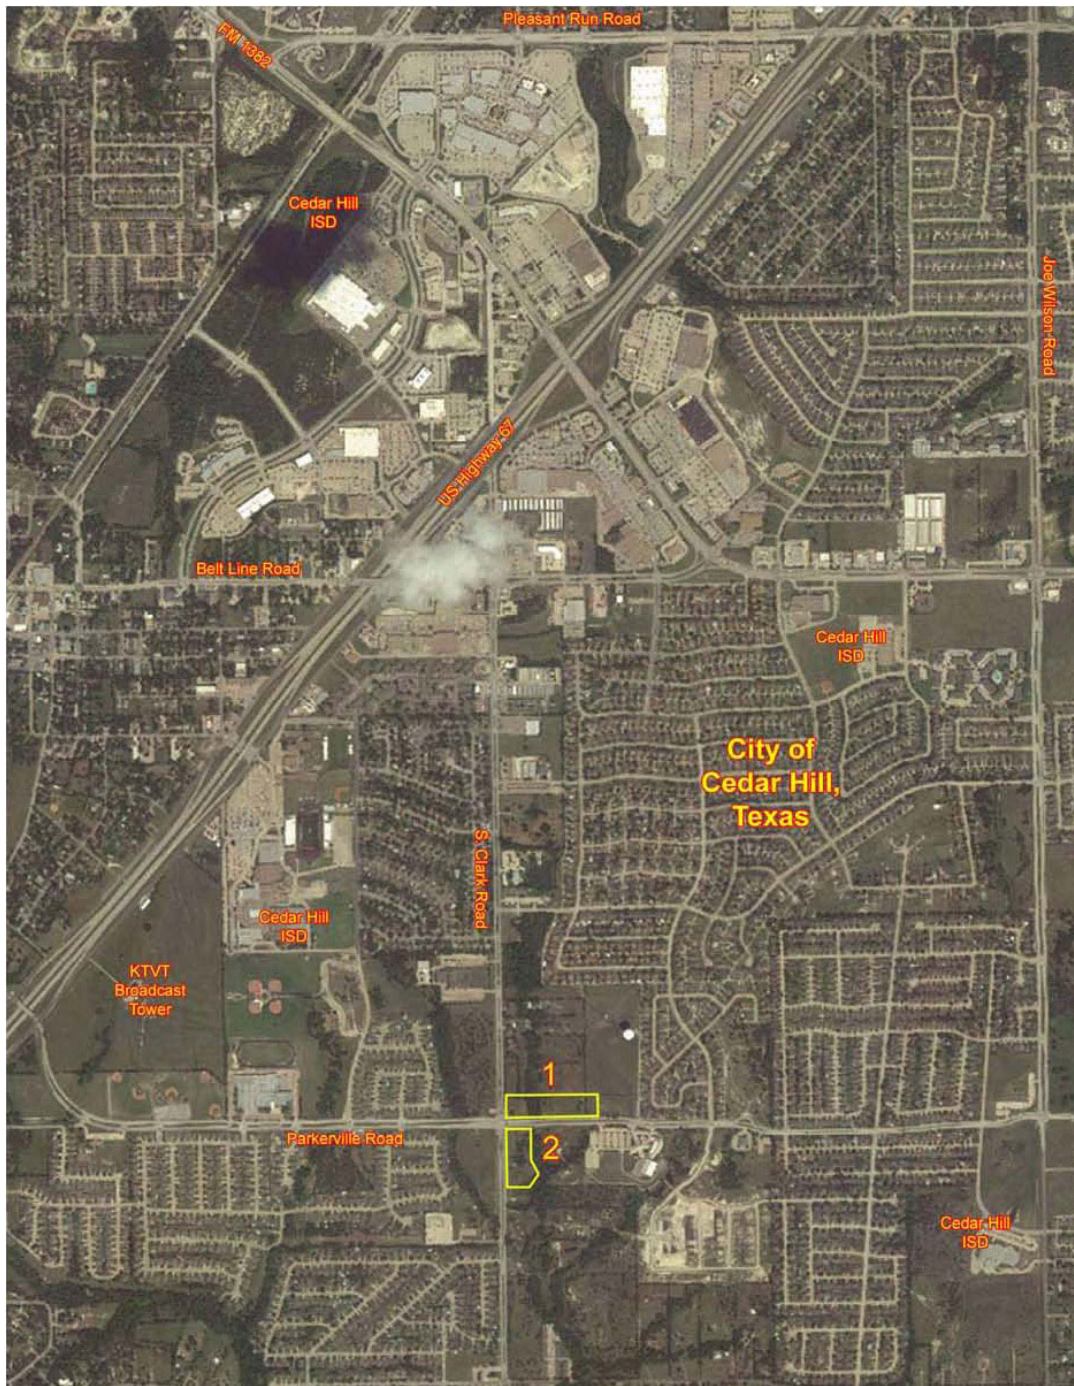 Pleasant Run Road
FM 1382
Cedar Hill
ISD
Joe Wilson Road
US Highway 67
Belt Line Road
Cedar Hill
ISD
City of
Cedar Hill,
Texas
S. Clark Road
Cedar Hill
ISD
KTVT
Broadcast
Tower
1
Parkerville Road
2
Cedar Hill
ISD